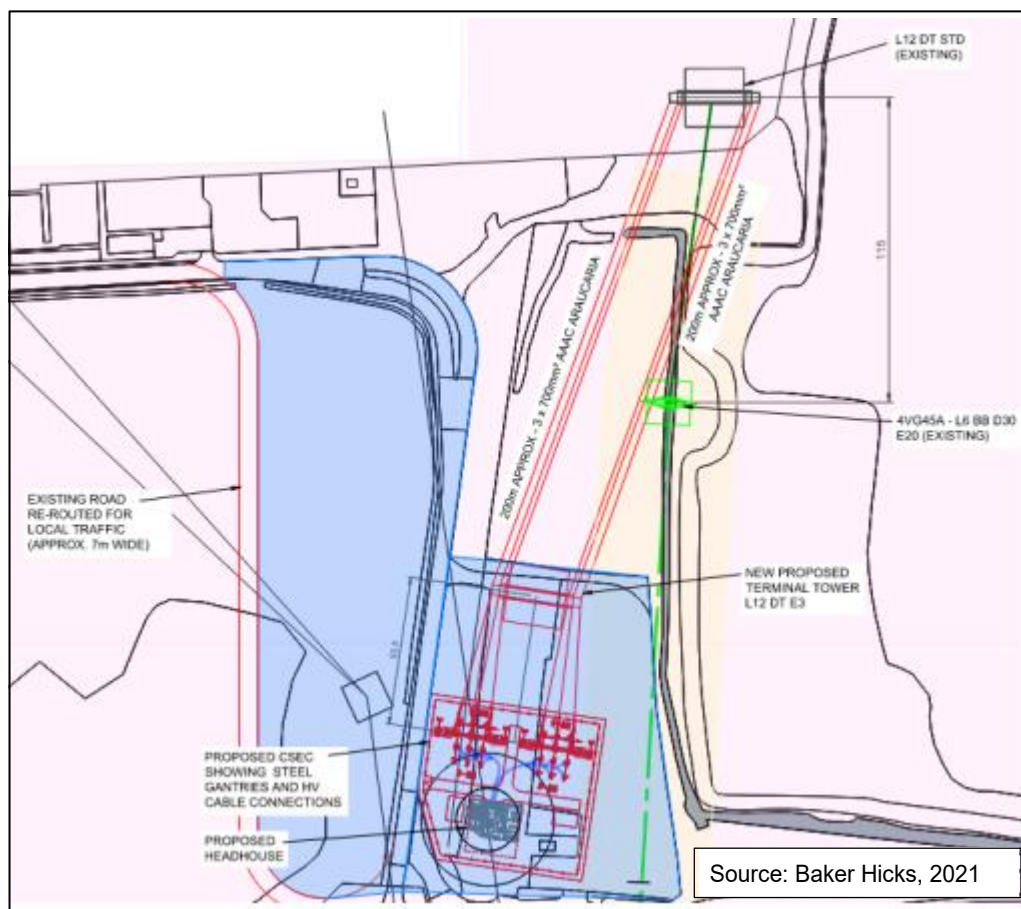 L12 DT STD
(EXISTING)
200m APPROX - 3 x 700mm² AAAC ARAUCARIA
200m APPROX - 3 x 700mm²
AAAC ARAUCARIA
115
4VG45A - L6 BB D30
E20 (EXISTING)
EXISTING ROAD
RE-ROUTED FOR
LOCAL TRAFFIC
(APPROX. 7m WIDE)
NEW PROPOSED
TERMINAL TOWER
L12 DT E3
PROPOSED CSEC
SHOWING STEEL
GANTRIES AND HV
CABLE CONNECTIONS
PROPOSED
HEADHOUSE
Source: Baker Hicks, 2021